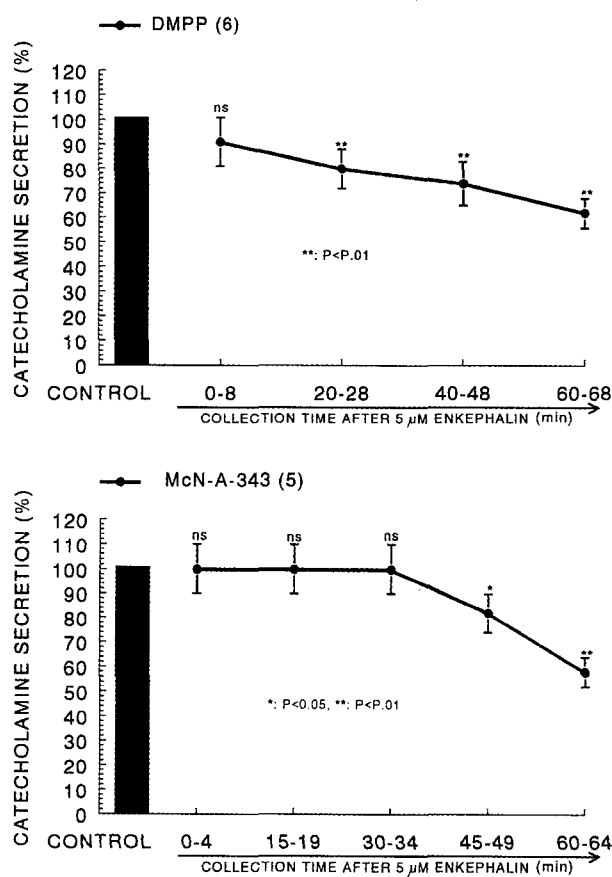 DMPP (6)
CATECHOLAMINE SECRETION (%)
120
110
100
90
80
70
60
50
40
30
20
10
0
ns
**
**
**
**: P<P.01
CONTROL
0-8 20-28 40-48 60-68
COLLECTION TIME AFTER 5 µM ENKEPHALIN (min)
McN-A-343 (5)
CATECHOLAMINE SECRETION (%)
120
110
100
90
80
70
60
50
40
30
20
10
0
ns ns ns
*
**
*: P<0.05, **: P<P.01
CONTROL
0-4 15-19 30-34 45-49 60-64
COLLECTION TIME AFTER 5 µM ENKEPHALIN (min)